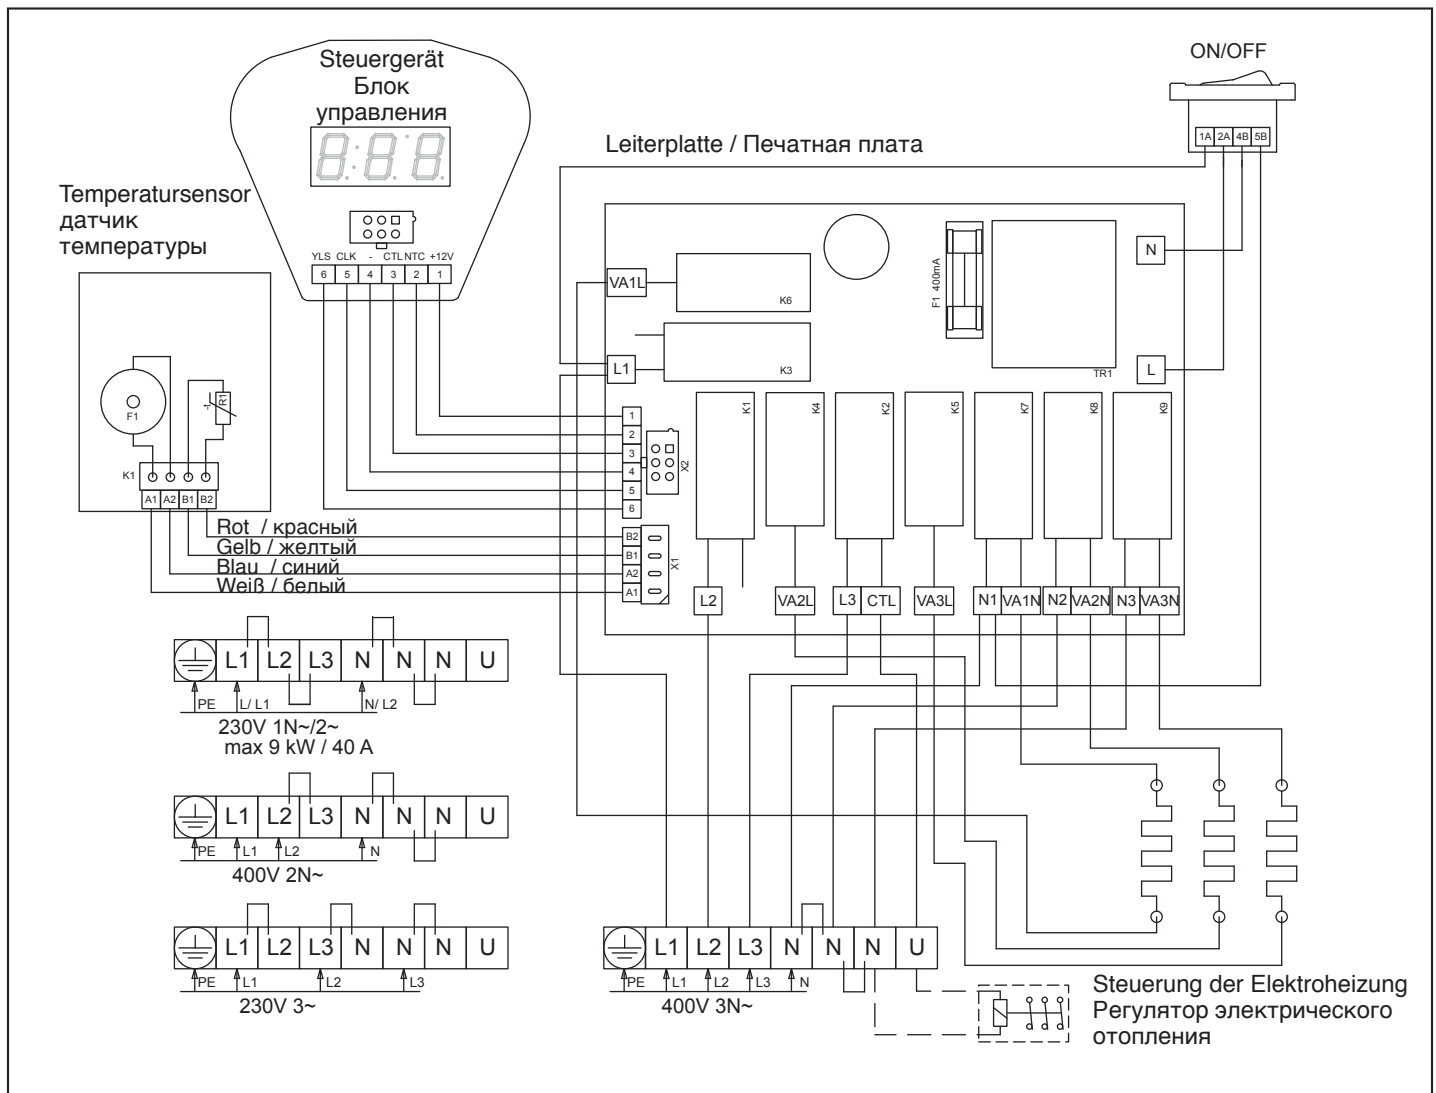 Steuergerät
Блок
управления
8:8.8
YLS CLK - CTL NTC +12V
6 5 4 3 2 1
ON/OFF
1A 2A 4B 5B
Leiterplatte / Печатная плата
Temperatursensor
датчик
температуры
F1
-t
R1
K1
A1 A2 B1 B2
Rot / красный
Gelb / желтый
Blau / синий
Weiß / белый
VA1L
K6
L1
K3
F1 400mA
TR1
N
L
1
2
3
4
5
6
X2
B2
B1
A2
A1
X1
K1 K4 K2 K5 K7 K8 K9
L2 VA2L L3 CTL VA3L N1 VA1N N2 VA2N N3 VA3N
L1 L2 L3 N N N U
PE L/ L1 N/ L2
230V 1N~/2~
max 9 kW / 40 A
L1 L2 L3 N N N U
PE L1 L2 N
400V 2N~
L1 L2 L3 N N N U
PE L1 L2 L3
230V 3~
L1 L2 L3 N N N U
PE L1 L2 L3 N
400V 3N~
Steuerung der Elektroheizung
Регулятор электрического
отопления